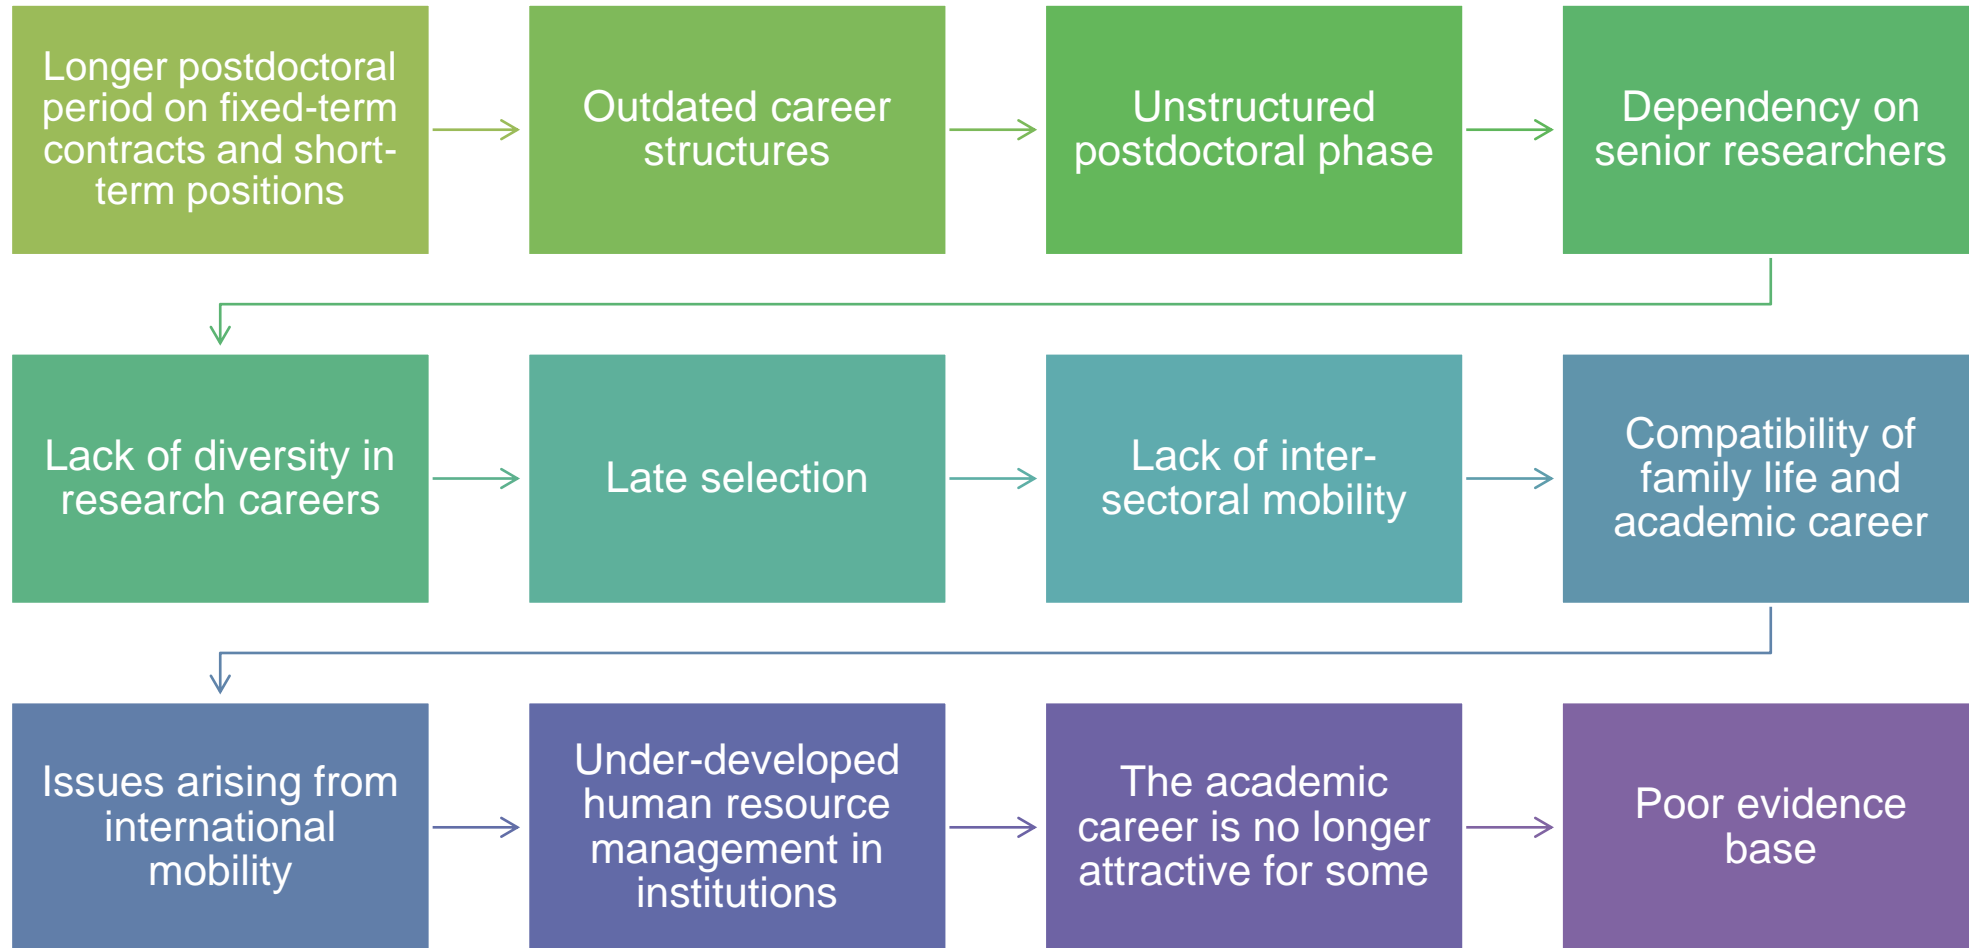 Longer postdoctoral
period on fixed-term
contracts and short-
term positions
Outdated career
structures
Unstructured
postdoctoral phase
Dependency on
senior researchers
Lack of diversity in
research careers
Late selection
Lack of inter-
sectoral mobility
Compatibility of
family life and
academic career
Issues arising from
international
mobility
Under-developed
human resource
management in
institutions
The academic
career is no longer
attractive for some
Poor evidence
base